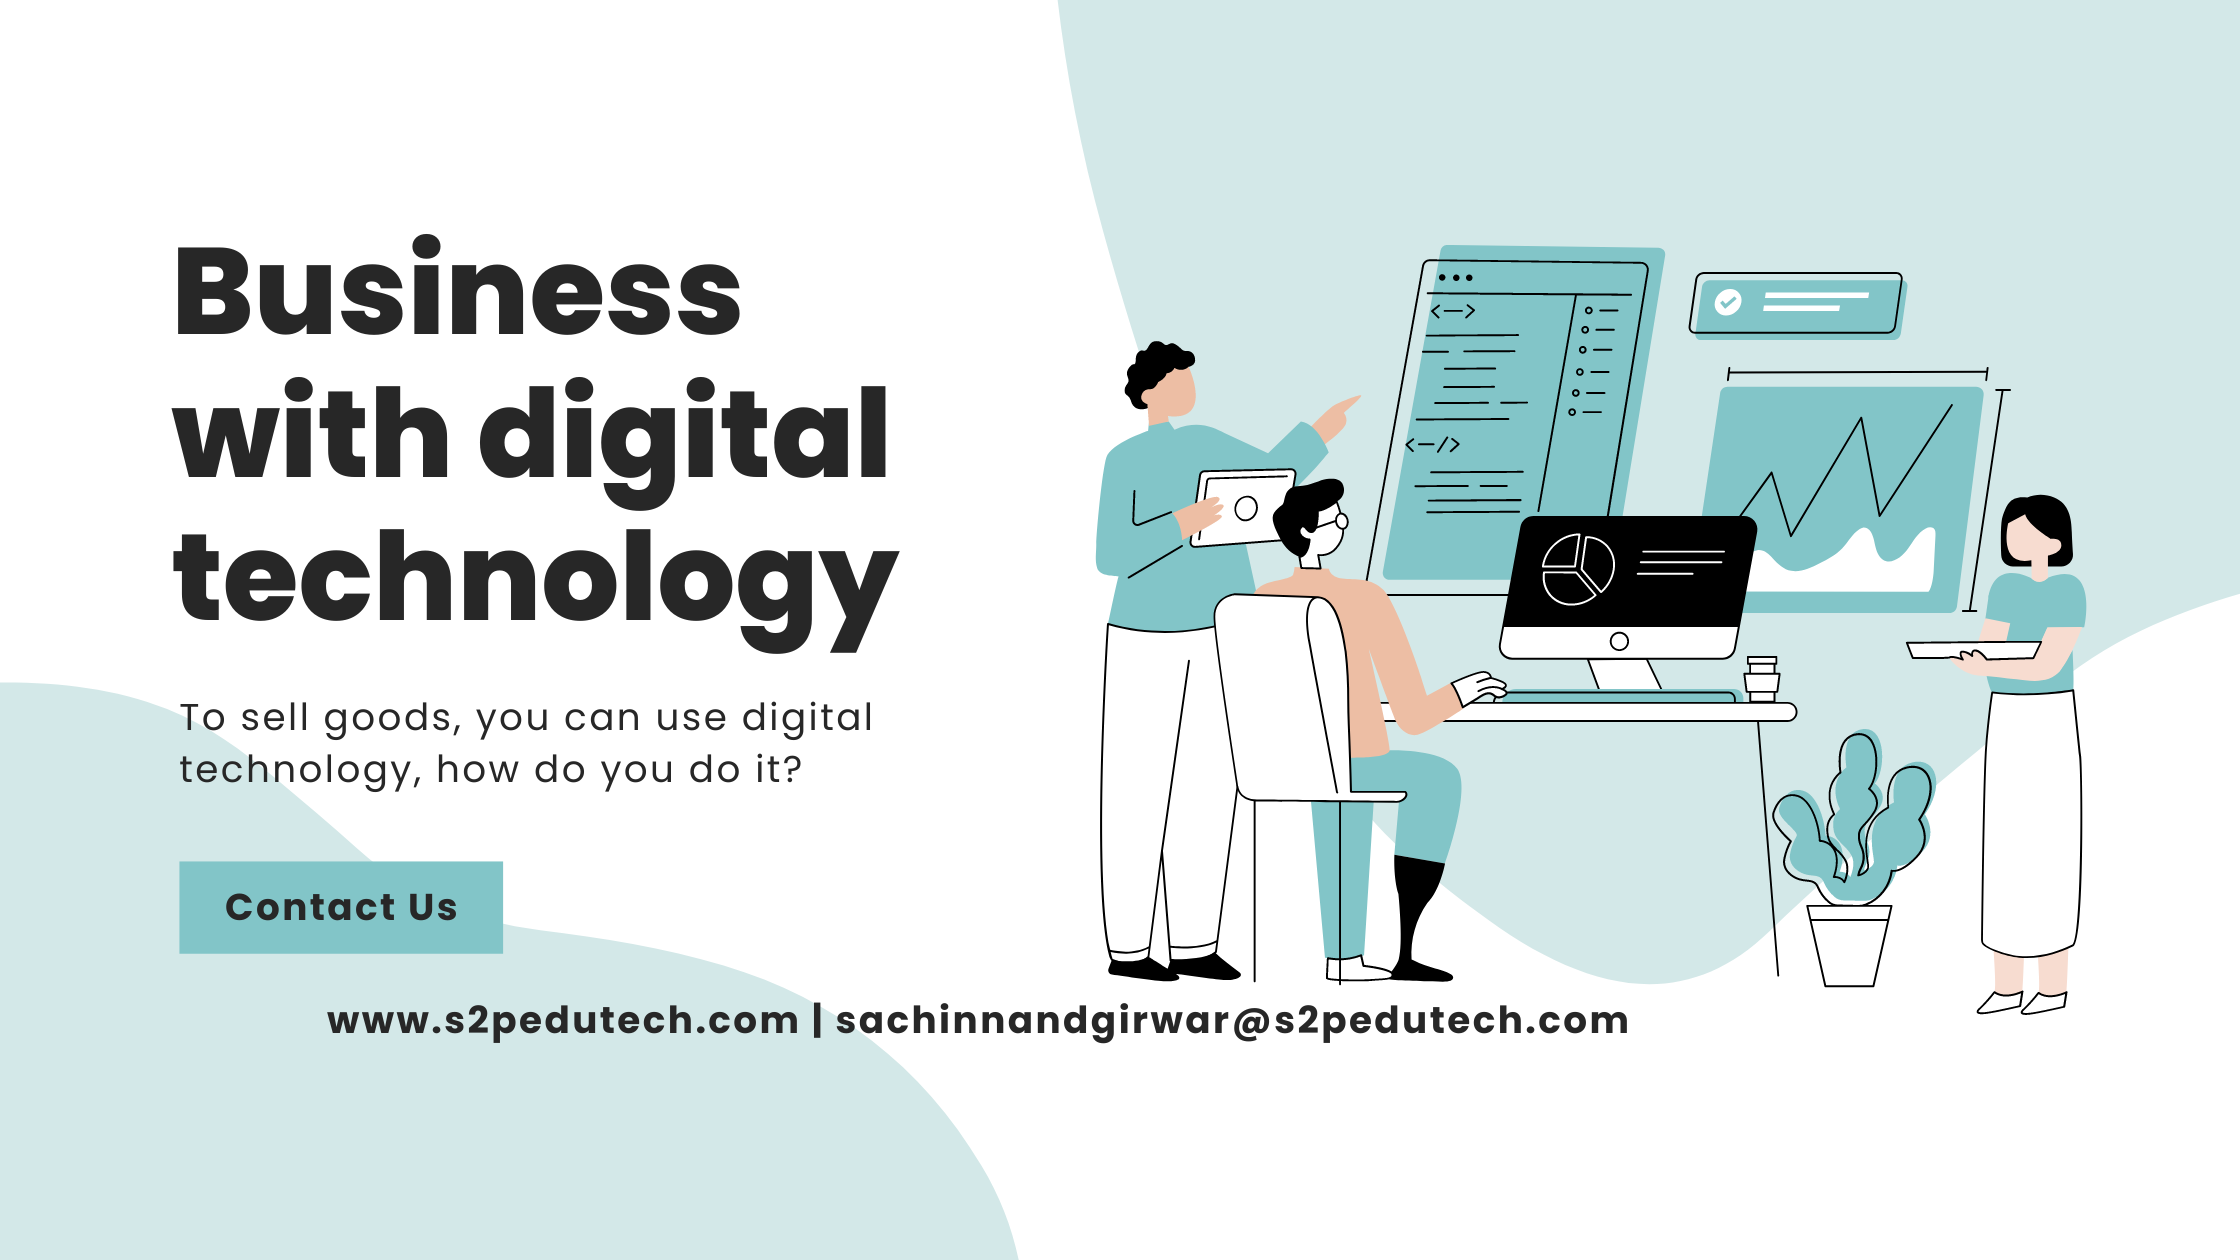 Business
with digital
technology
To sell goods, you can use digital
technology, how do you do it?
Contact Us
www.s2pedutech.com | sachinnandgirwar@s2pedutech.com